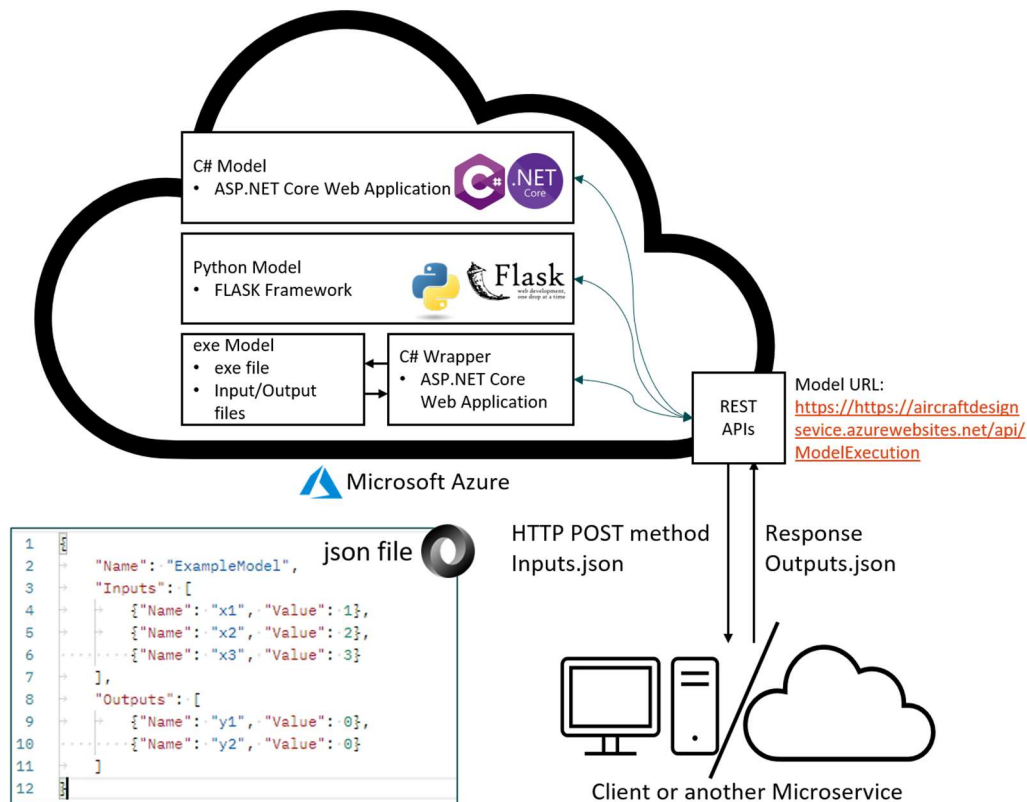 C# Model
• ASP.NET Core Web Application
C#
.NET
Core
Python Model
• FLASK Framework
Flask
web development,
one drop at a time
exe Model
• exe file
• Input/Output
files
C# Wrapper
• ASP.NET Core
Web Application
REST
APIs
Model URL:
https://https://aircraftdesign
sevice.azurewebsites.net/api/
ModelExecution
Microsoft Azure
HTTP POST method
Inputs.json
Response
Outputs.json
json file
1 {
2 "Name": "ExampleModel",
3 "Inputs": [
4 {"Name": "x1", "Value": 1},
5 {"Name": "x2", "Value": 2},
6 {"Name": "x3", "Value": 3}
7 ],
8 "Outputs": [
9 {"Name": "y1", "Value": 0},
10 {"Name": "y2", "Value": 0}
11 ]
12 }
Client or another Microservice